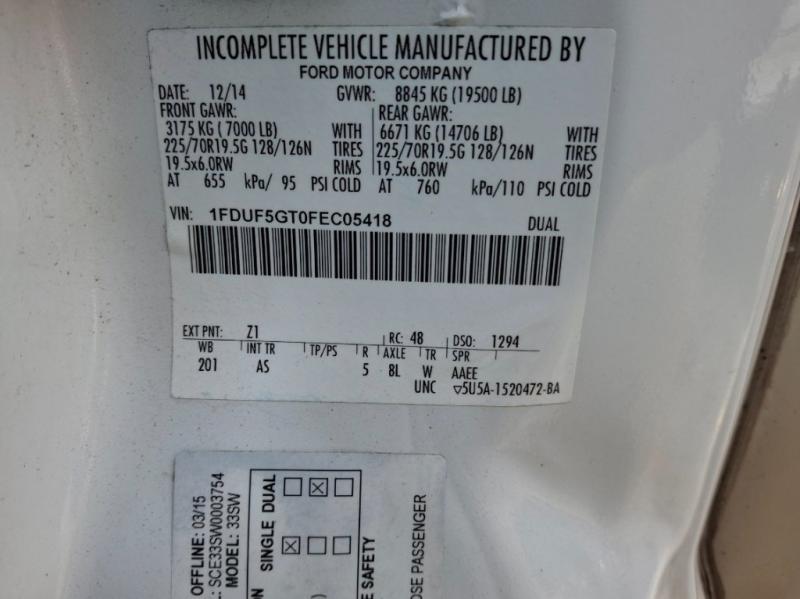 INCOMPLETE VEHICLE MANUFACTURED BY
FORD MOTOR COMPANY
DATE: 12/14 GVWR: 8845 KG (19500 LB)
FRONT GAWR: REAR GAWR:
3175 KG ( 7000 LB) WITH 6671 KG (14706 LB) WITH
225/70R19.5G 128/126N TIRES 225/70R19.5G 128/126N TIRES
19.5x6.0RW RIMS 19.5x6.0RW RIMS
AT 655 kPa/ 95 PSI COLD AT 760 kPa/110 PSI COLD
VIN: 1FDUF5GT0FEC05418 DUAL
EXT PNT: Z1 RC: 48 DSO: 1294
WB INT TR TP/PS R AXLE TR SPR
201 AS 5 8L W AAEE
UNC ▽5U5A-1520472-BA
OFFLINE: 03/15
SCE33SW0003754
MODEL: 33SW
SINGLE DUAL
SAFETY
PASSENGER